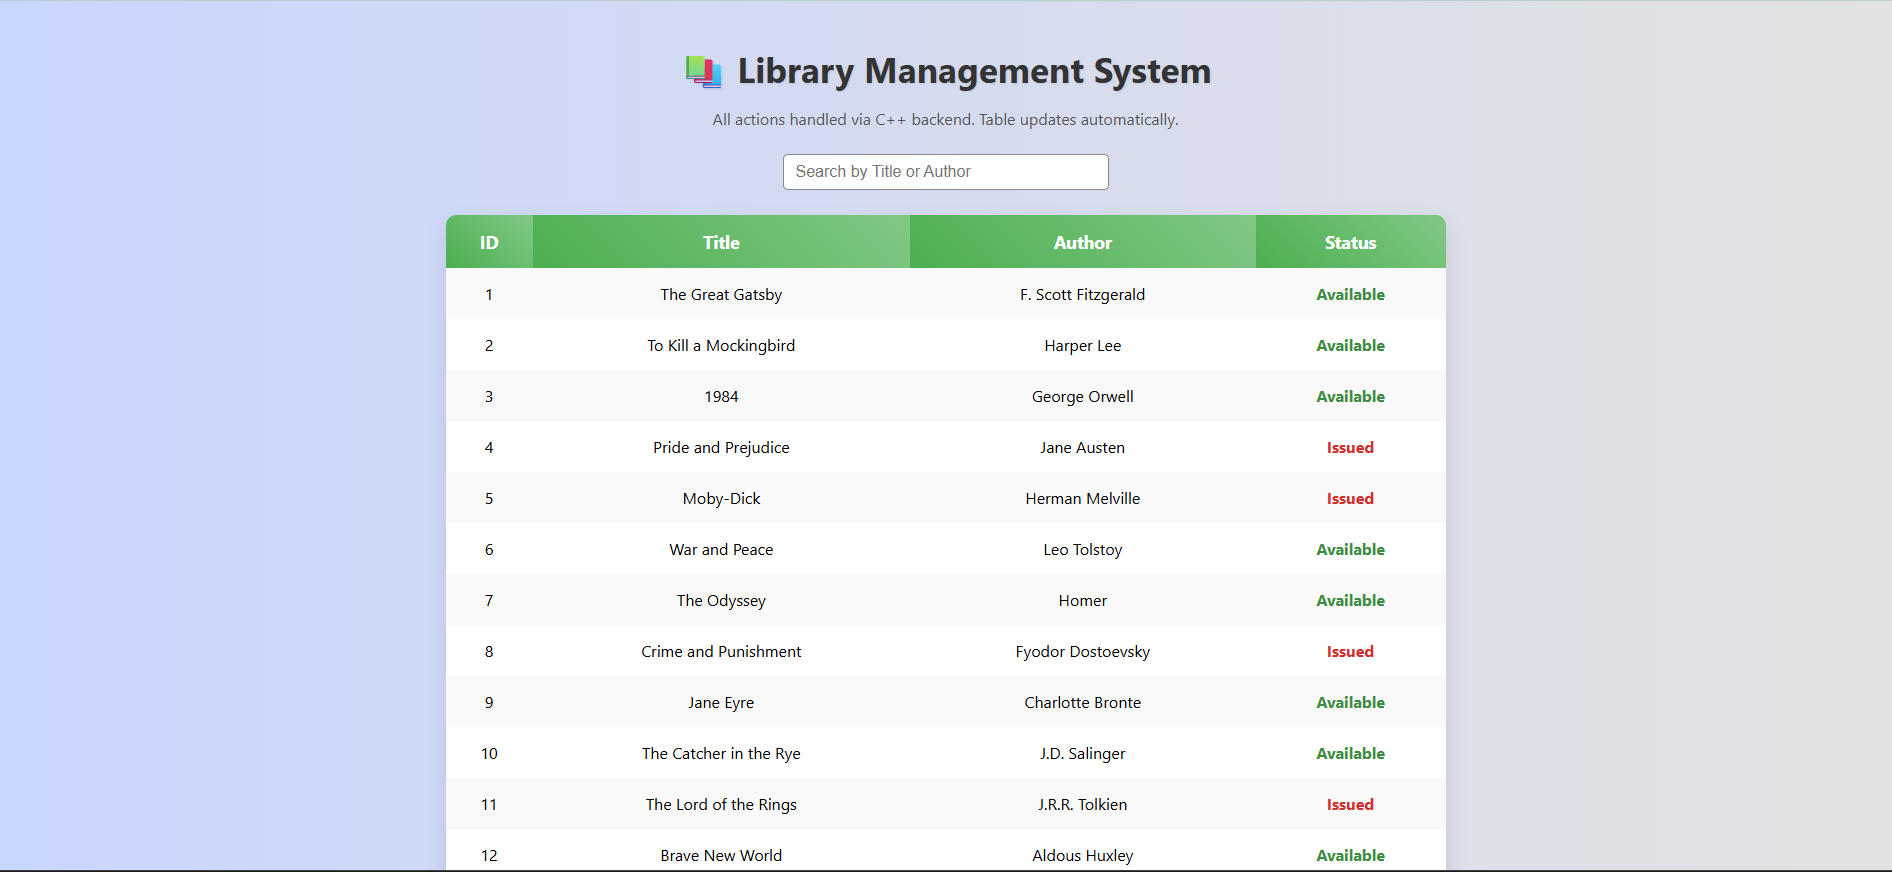 📚 Library Management System
All actions handled via C++ backend. Table updates automatically.
Search by Title or Author
ID Title Author Status
1 The Great Gatsby F. Scott Fitzgerald Available
2 To Kill a Mockingbird Harper Lee Available
3 1984 George Orwell Available
4 Pride and Prejudice Jane Austen Issued
5 Moby-Dick Herman Melville Issued
6 War and Peace Leo Tolstoy Available
7 The Odyssey Homer Available
8 Crime and Punishment Fyodor Dostoevsky Issued
9 Jane Eyre Charlotte Bronte Available
10 The Catcher in the Rye J.D. Salinger Available
11 The Lord of the Rings J.R.R. Tolkien Issued
12 Brave New World Aldous Huxley Available